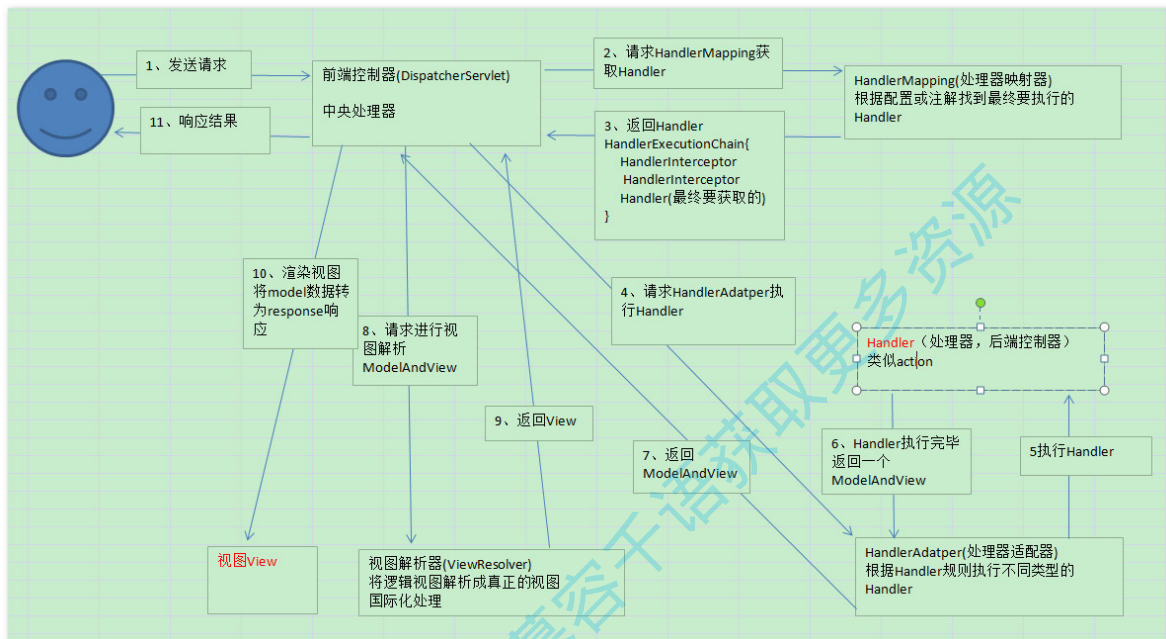 1、发送请求
前端控制器(DispatcherServlet)
中央处理器
2、请求HandlerMapping获
取Handler
HandlerMapping(处理器映射器)
根据配置或注解找到最终要执行的
Handler
11、响应结果
3、返回Handler
HandlerExecutionChain{
HandlerInterceptor
HandlerInterceptor
Handler(最终要获取的)
}
10、渲染视图
将model数据转
为response响
应
8、请求进行视
图解析
ModelAndView
4、请求HandlerAdatper执
行Handler
Handler（处理器，后端控制器）
类似action
9、返回View
7、返回
ModelAndView
6、Handler执行完毕
返回一个
ModelAndView
5执行Handler
视图View
视图解析器(ViewResolver)
将逻辑视图解析成真正的视图
国际化处理
HandlerAdatper(处理器适配器)
根据Handler规则执行不同类型的
Handler
慕容千语获取更多资源